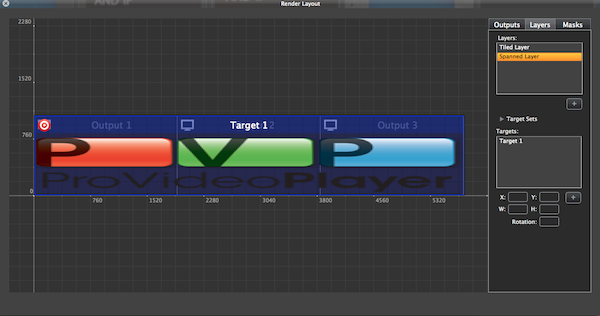 Render Layout
Outputs Layers Masks
2280
Layers:
Tiled Layer
Spanned Layer
1520
+
Target Sets
Output 1 Target 1 2 Output 3
Targets:
760
Target 1
P V P
ProVideoPlayer
0
760 1520 2280 3040 3800 4560 5320
X: Y: +
W: H:
Rotation: